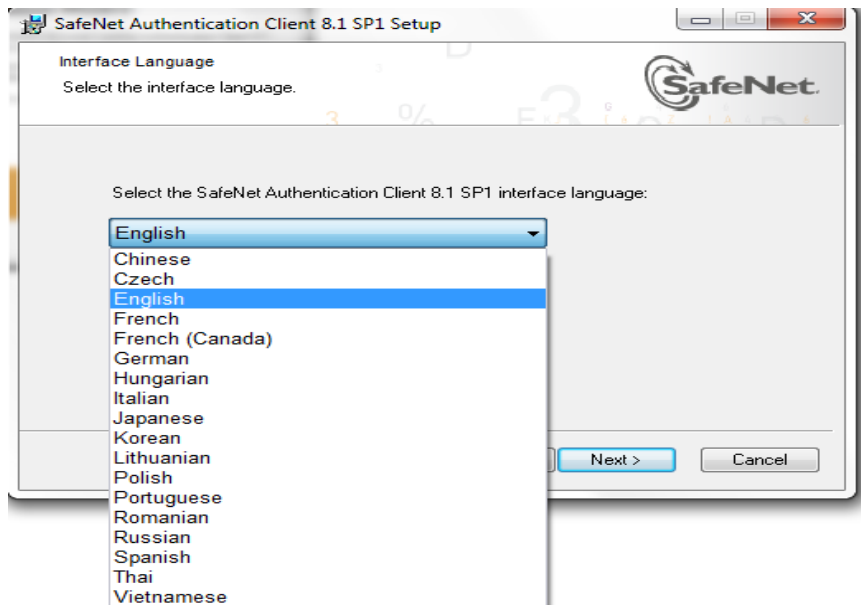 SafeNet Authentication Client 8.1 SP1 Setup
Interface Language
Select the interface language.
SafeNet.
Select the SafeNet Authentication Client 8.1 SP1 interface language:
English
Chinese
Czech
English
French
French (Canada)
German
Hungarian
Italian
Japanese
Korean
Lithuanian
Polish
Portuguese
Romanian
Russian
Spanish
Thai
Vietnamese
Next >
Cancel